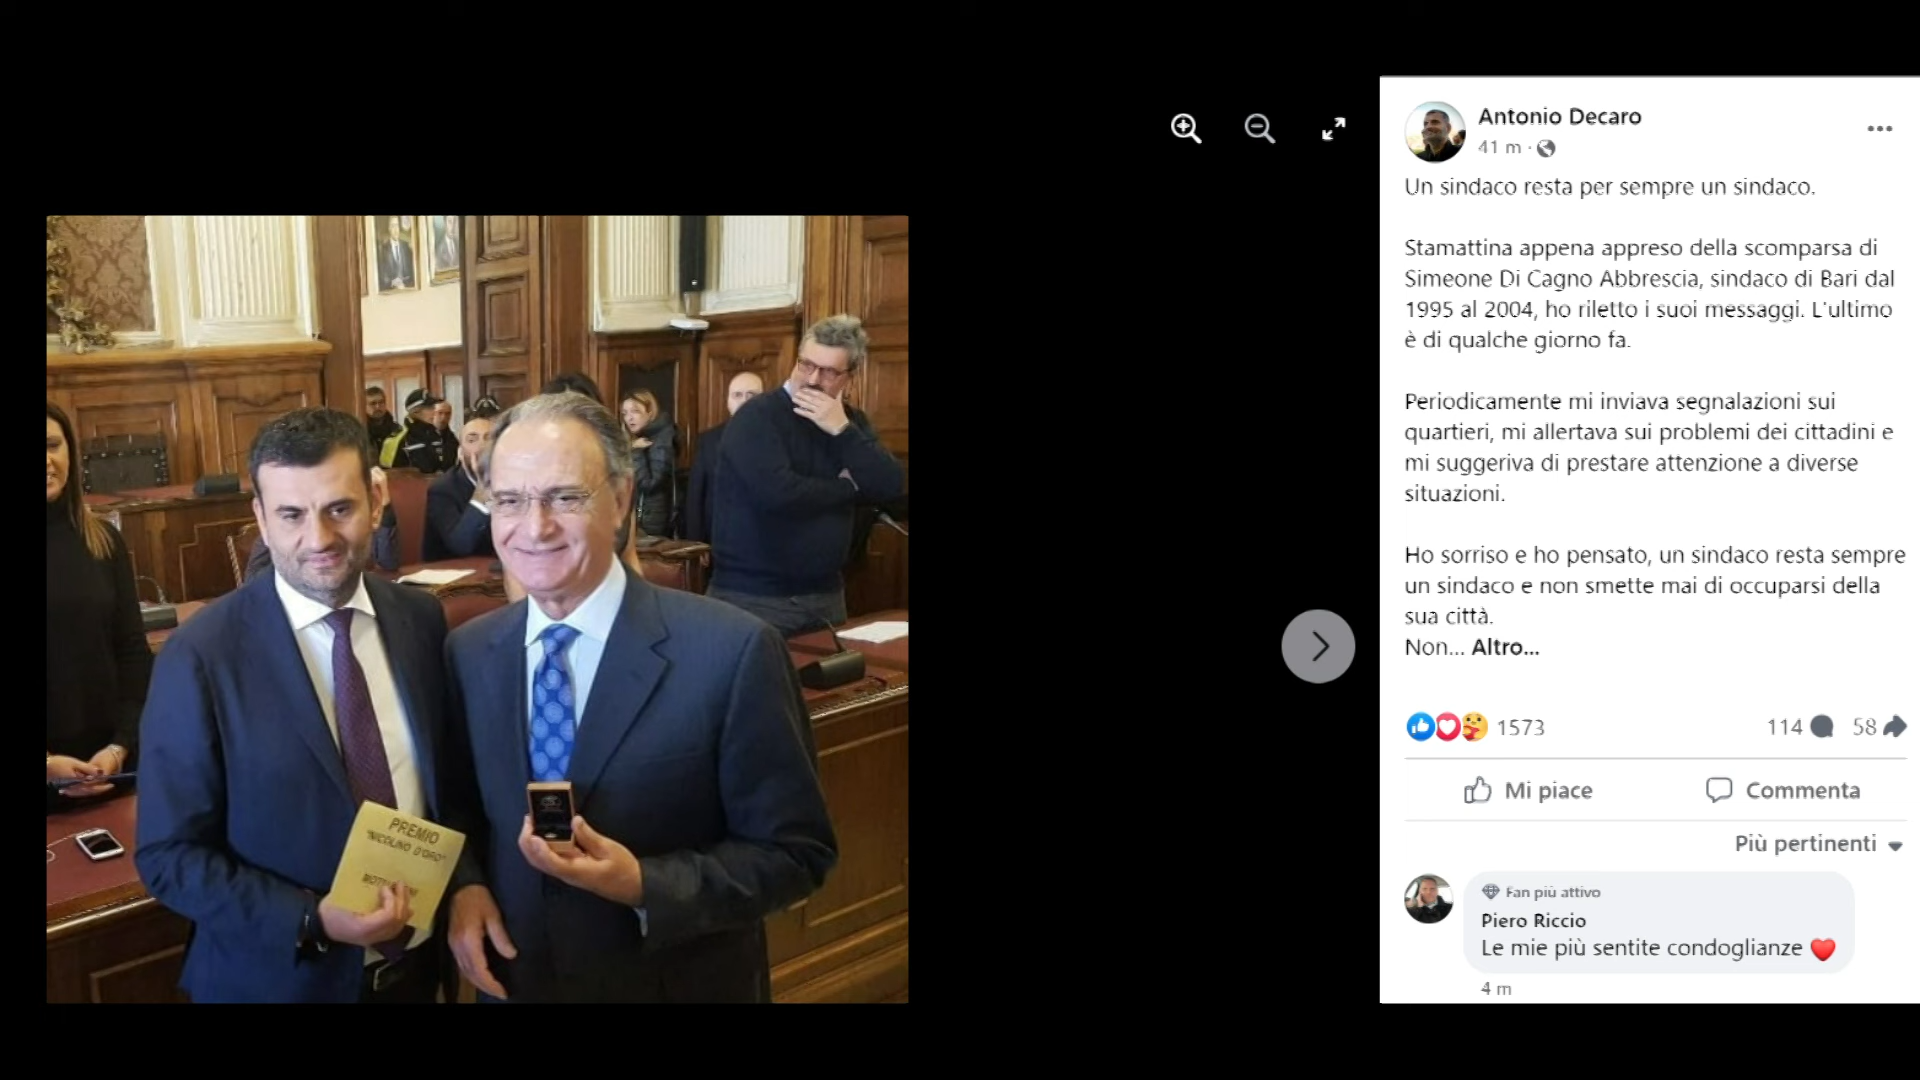 Antonio Decaro
41 m ·
Un sindaco resta per sempre un sindaco.
Stamattina appena appreso della scomparsa di
Simeone Di Cagno Abbrescia, sindaco di Bari dal
1995 al 2004, ho riletto i suoi messaggi. L'ultimo
è di qualche giorno fa.
Periodicamente mi inviava segnalazioni sui
quartieri, mi allertava sui problemi dei cittadini e
mi suggeriva di prestare attenzione a diverse
situazioni.
Ho sorriso e ho pensato, un sindaco resta sempre
un sindaco e non smette mai di occuparsi della
sua città.
Non... Altro...
1573
114
58
Mi piace
Commenta
Più pertinenti
Fan più attivo
Piero Riccio
Le mie più sentite condoglianze
4 m
PREMIO
"NICOLINO D'ORO"